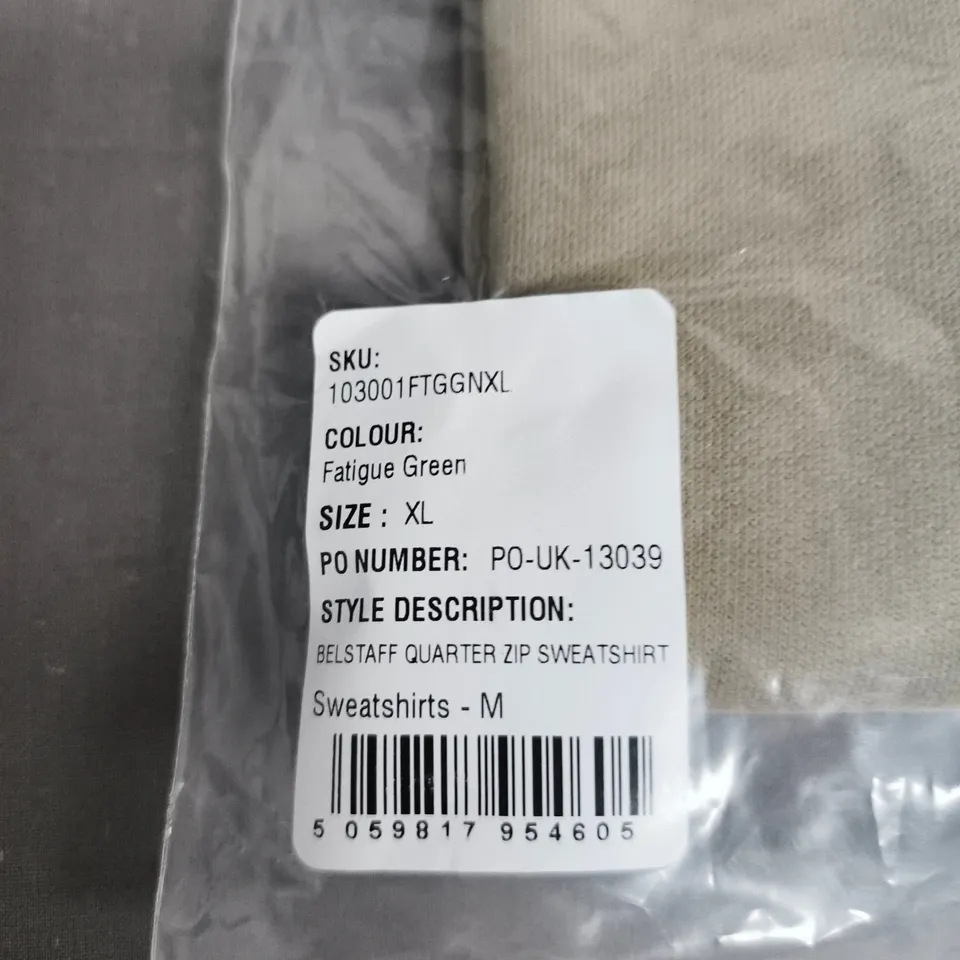 SKU:
103001FTGGNXL
COLOUR:
Fatigue Green
SIZE : XL
PO NUMBER: PO-UK-13039
STYLE DESCRIPTION:
BELSTAFF QUARTER ZIP SWEATSHIRT
Sweatshirts - M
5 059817 954605